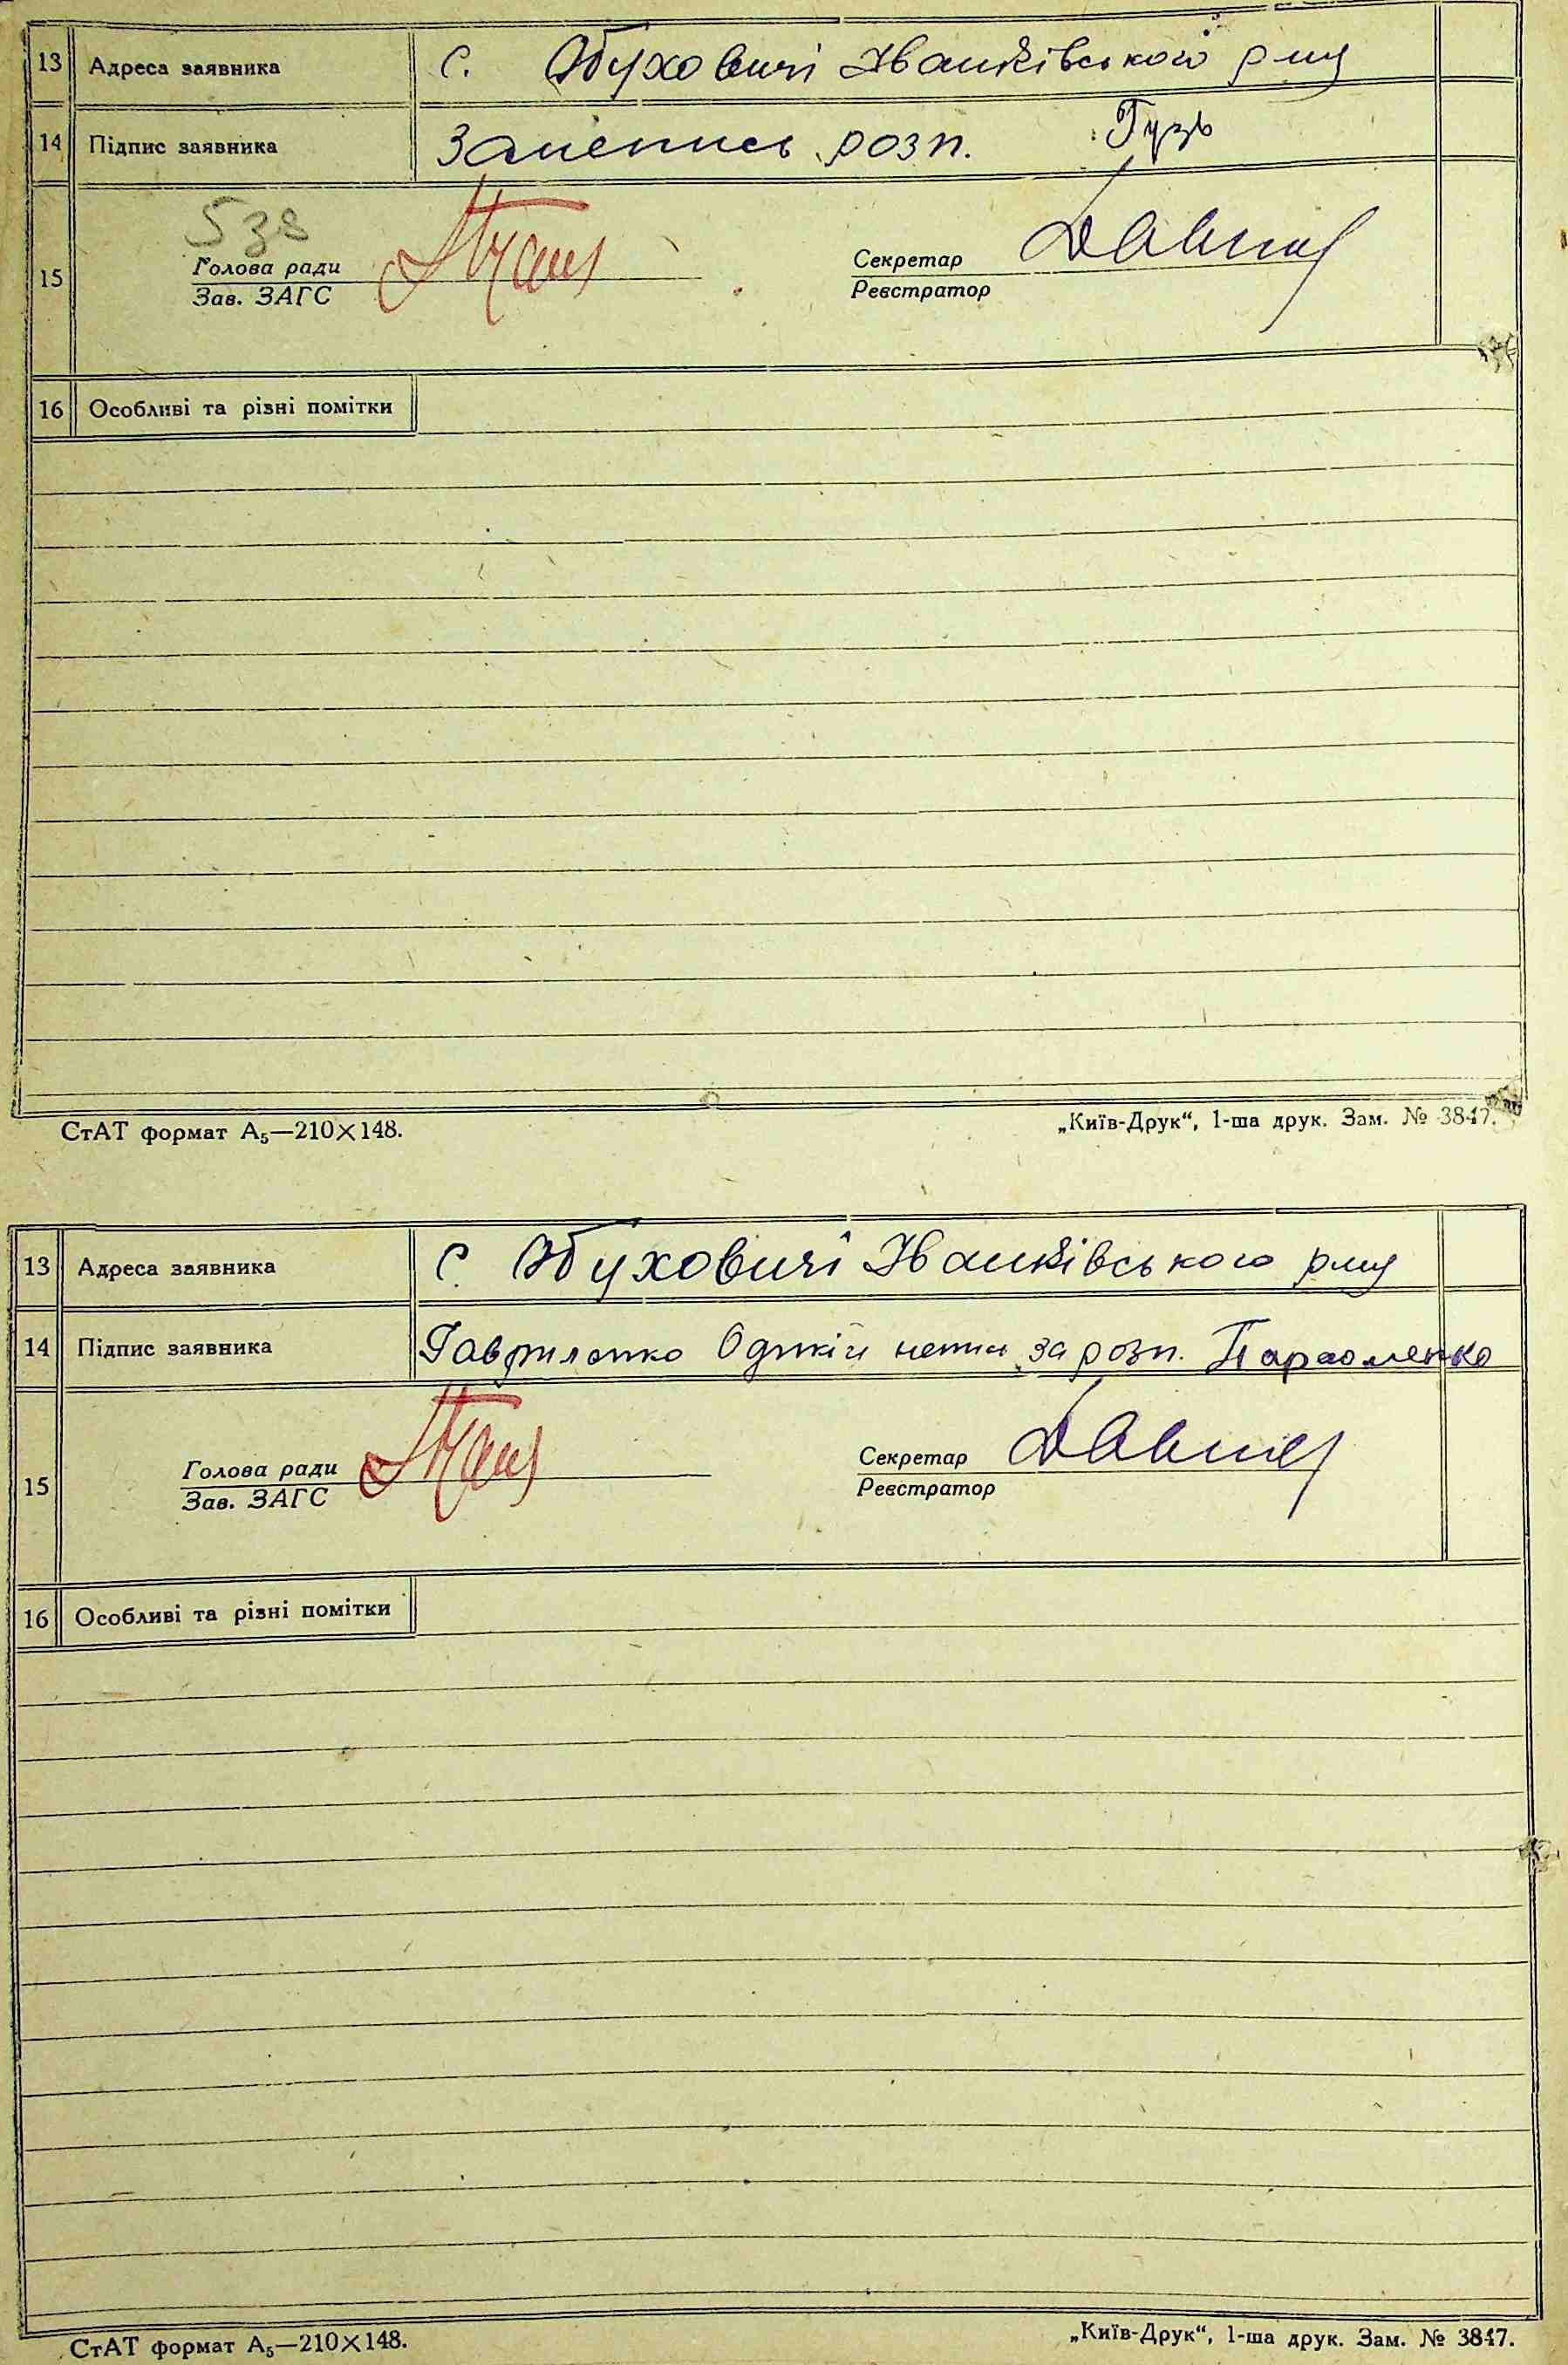 13 Адреса заявника с. Обуховичі Іванківського р-ну
14 Підпис заявника розп. Гузь
538
15 Голова ради Секретар
Зав. ЗАГС Реєстратор
16 Особливі та різні помітки
СтАТ формат А₅—210×148. „Київ-Друк“, 1-ша друк. Зам. № 3847.
13 Адреса заявника с. Обуховичі Іванківського р-ну
14 Підпис заявника за розп. Пархоменко
15 Голова ради Секретар
Зав. ЗАГС Реєстратор
16 Особливі та різні помітки
СтАТ формат А₅—210×148. „Київ-Друк“, 1-ша друк. Зам. № 3847.